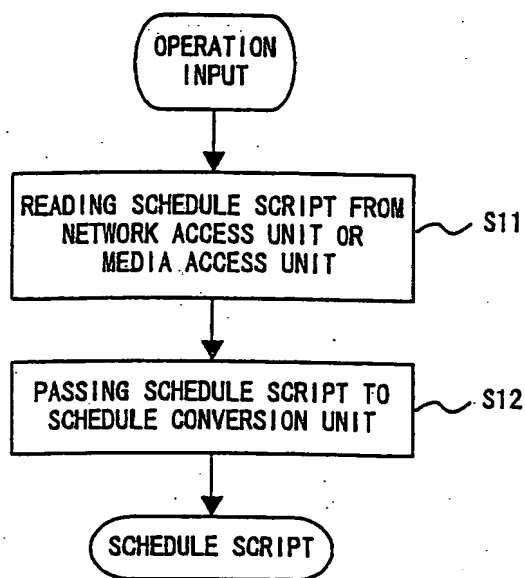 OPERATION
INPUT
READING SCHEDULE SCRIPT FROM
NETWORK ACCESS UNIT OR
MEDIA ACCESS UNIT
S11
PASSING SCHEDULE SCRIPT TO
SCHEDULE CONVERSION UNIT
S12
SCHEDULE SCRIPT